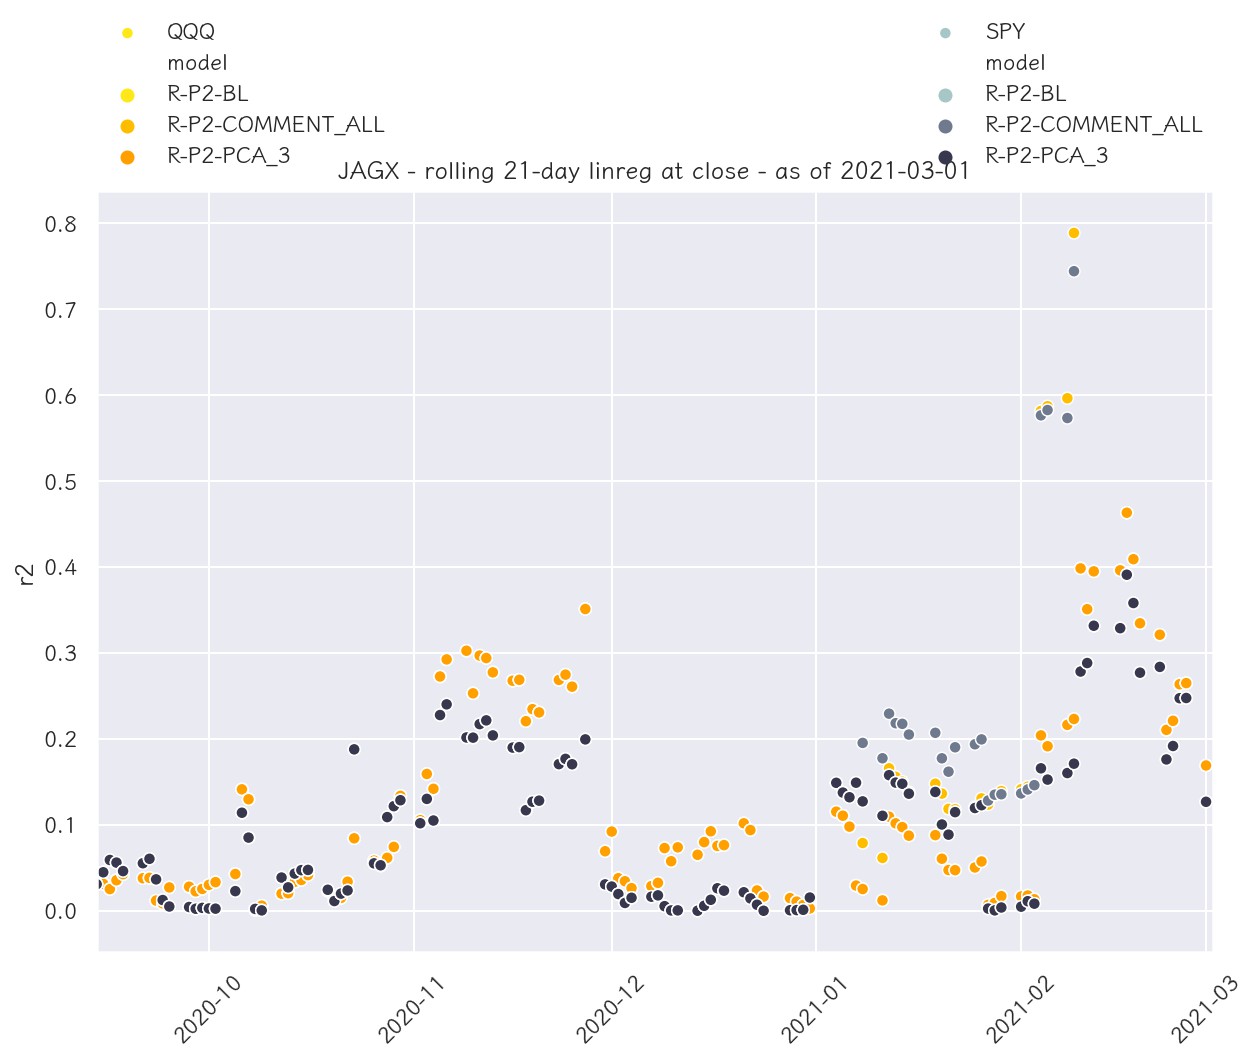 QQQ
model
R-P2-BL
R-P2-COMMENT_ALL
R-P2-PCA_3
SPY
model
R-P2-BL
R-P2-COMMENT_ALL
R-P2-PCA_3
JAGX - rolling 21-day linreg at close - as of 2021-03-01
0.8
0.7
0.6
0.5
0.4
0.3
0.2
0.1
0.0
r2
2020-10
2020-11
2020-12
2021-01
2021-02
2021-03